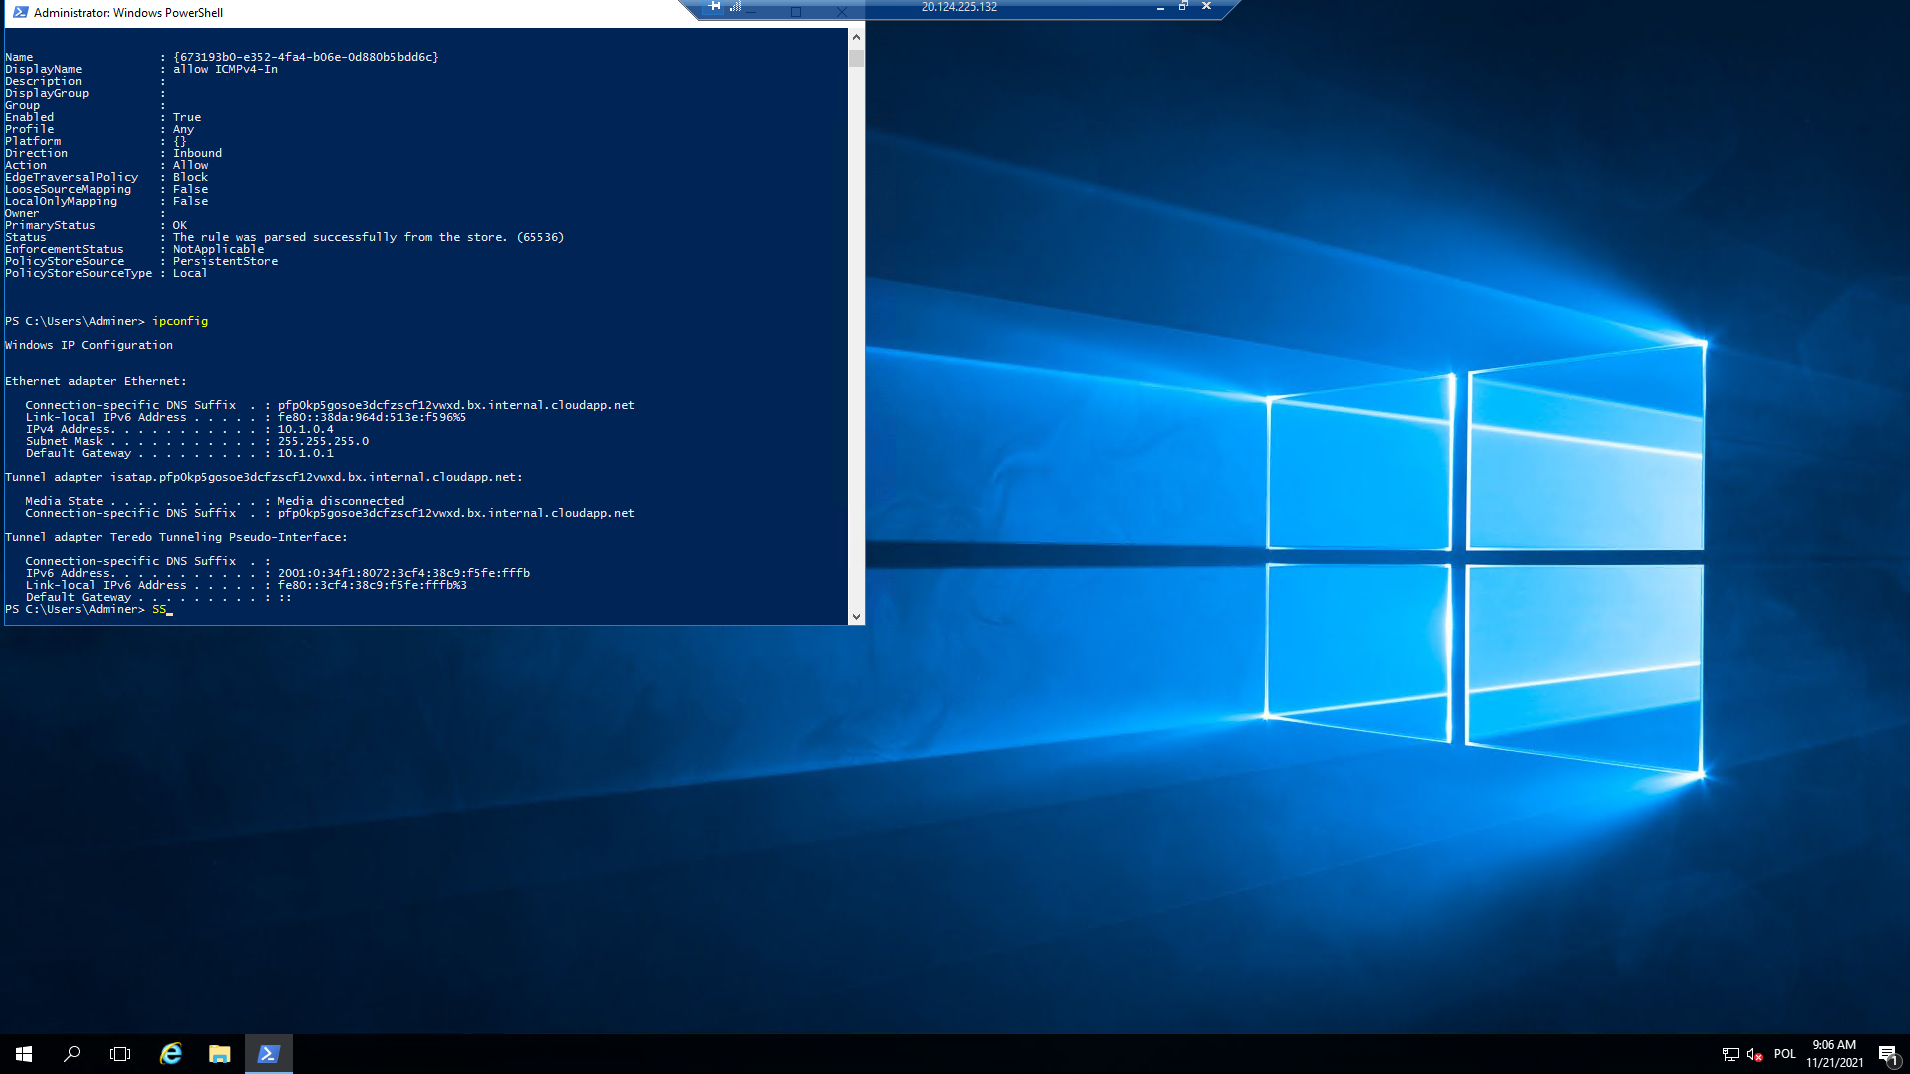 Administrator: Windows PowerShell
20.124.225.132
Name                  : {673193b0-e352-4fa4-b06e-0d880b5bdd6c}
DisplayName           : allow ICMPv4-In
Description           :
DisplayGroup          :
Group                 :
Enabled               : True
Profile               : Any
Platform              : {}
Direction             : Inbound
Action                : Allow
EdgeTraversalPolicy   : Block
LooseSourceMapping    : False
LocalOnlyMapping      : False
Owner                 :
PrimaryStatus         : OK
Status                : The rule was parsed successfully from the store. (65536)
EnforcementStatus     : NotApplicable
PolicyStoreSource     : PersistentStore
PolicyStoreSourceType : Local
PS C:\Users\Adminer> ipconfig
Windows IP Configuration
Ethernet adapter Ethernet:
Connection-specific DNS Suffix  . : pfp0kp5gosoe3dcfzscf12vwxd.bx.internal.cloudapp.net
Link-local IPv6 Address . . . . . : fe80::38da:964d:513e:f596%5
IPv4 Address. . . . . . . . . . . : 10.1.0.4
Subnet Mask . . . . . . . . . . . : 255.255.255.0
Default Gateway . . . . . . . . . : 10.1.0.1
Tunnel adapter isatap.pfp0kp5gosoe3dcfzscf12vwxd.bx.internal.cloudapp.net:
Media State . . . . . . . . . . . : Media disconnected
Connection-specific DNS Suffix  . : pfp0kp5gosoe3dcfzscf12vwxd.bx.internal.cloudapp.net
Tunnel adapter Teredo Tunneling Pseudo-Interface:
Connection-specific DNS Suffix  . :
IPv6 Address. . . . . . . . . . . : 2001:0:34f1:8072:3cf4:38c9:f5fe:fffb
Link-local IPv6 Address . . . . . : fe80::3cf4:38c9:f5fe:fffb%3
Default Gateway . . . . . . . . . : ::
PS C:\Users\Adminer> SS_
POL
9:06 AM
11/21/2021
1